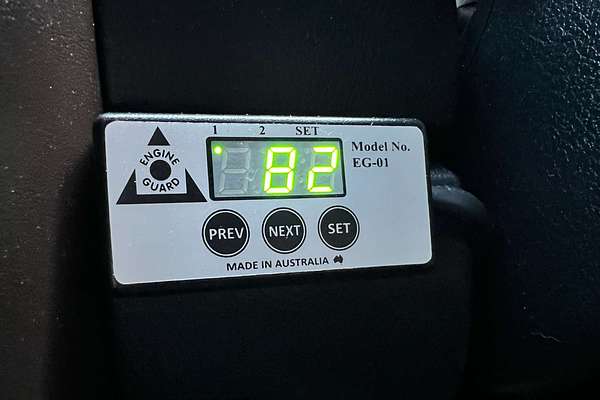 1 2 SET
82
Model No.
EG-01
ENGINE
GUARD
PREV NEXT SET
MADE IN AUSTRALIA